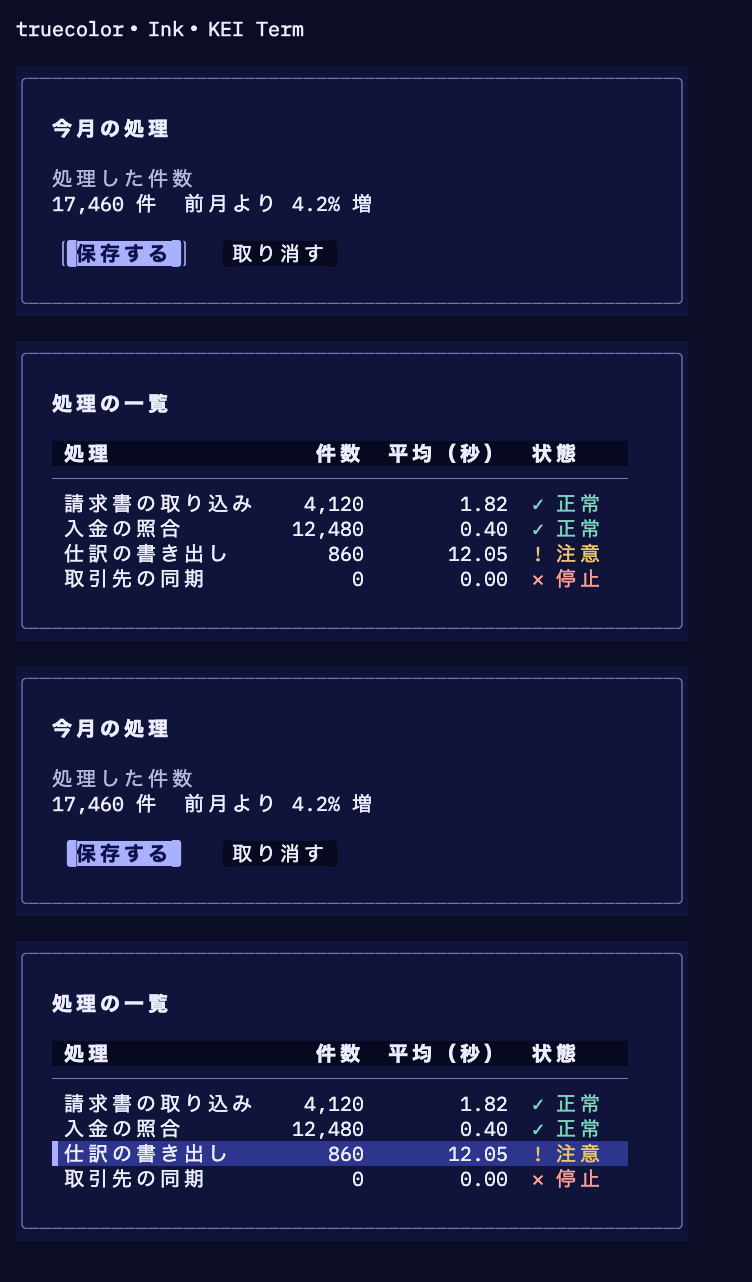 truecolor • Ink • KEI Term
今月の処理
処理した件数
17,460 件 前月より 4.2% 増
保存する 取り消す
処理の一覧
処理 件数 平均（秒） 状態
請求書の取り込み 4,120 1.82 ✓ 正常
入金の照合 12,480 0.40 ✓ 正常
仕訳の書き出し 860 12.05 ! 注意
取引先の同期 0 0.00 × 停止
今月の処理
処理した件数
17,460 件 前月より 4.2% 増
保存する 取り消す
処理の一覧
処理 件数 平均（秒） 状態
請求書の取り込み 4,120 1.82 ✓ 正常
入金の照合 12,480 0.40 ✓ 正常
仕訳の書き出し 860 12.05 ! 注意
取引先の同期 0 0.00 × 停止